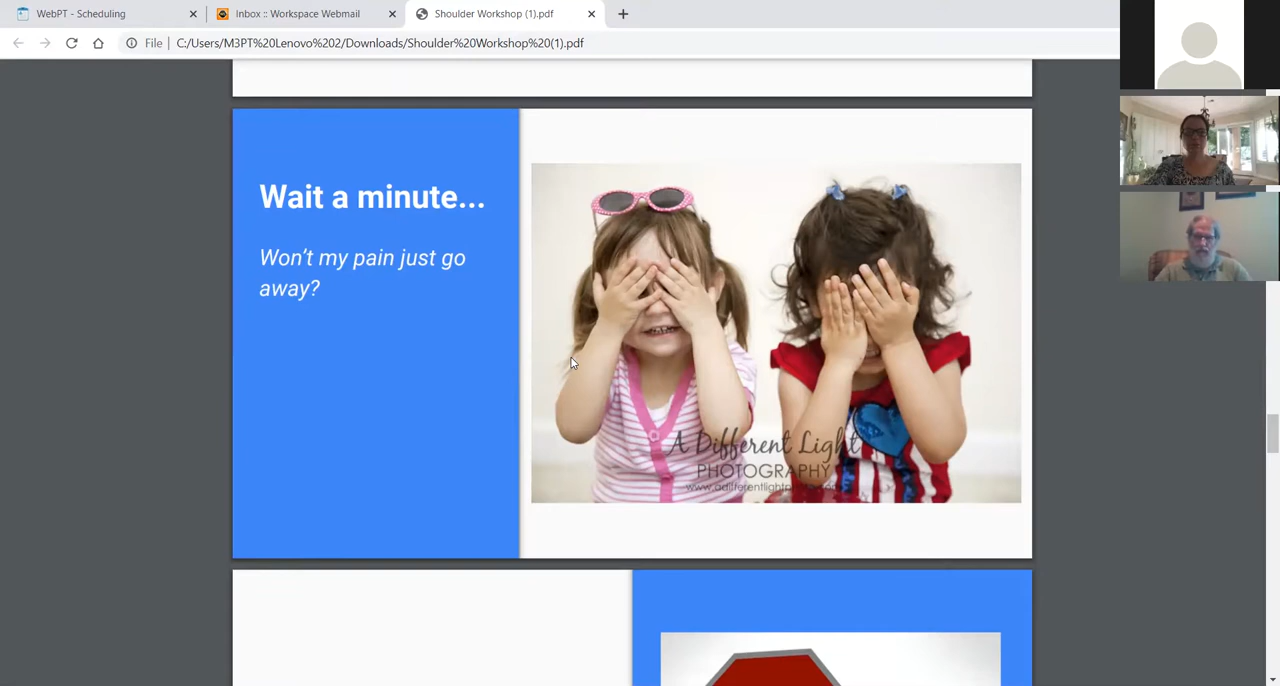 WebPT - Scheduling
Inbox :: Workspace Webmail
Shoulder Workshop (1).pdf
File
C:/Users/M3PT%20Lenovo%202/Downloads/Shoulder%20Workshop%20(1).pdf
Wait a minute...
Won't my pain just go
away?
A Different Light
PHOTOGRAPHY